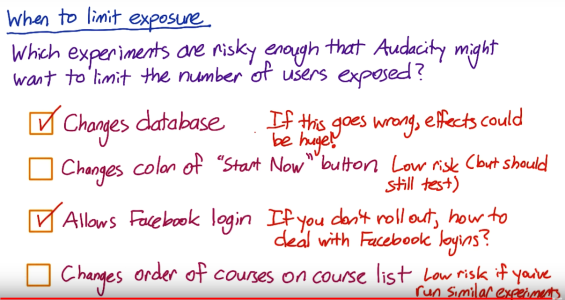 When to limit exposure
Which experiments are risky enough that Audacity might
want to limit the number of users exposed?
Changes database
If this goes wrong, effects could
be huge!
Changes color of "Start Now" button
Low risk (but should
still test)
Allows Facebook login
If you don't roll out, how to
deal with Facebook logins?
Changes order of courses on course list
Low risk if you've
run similar experiments